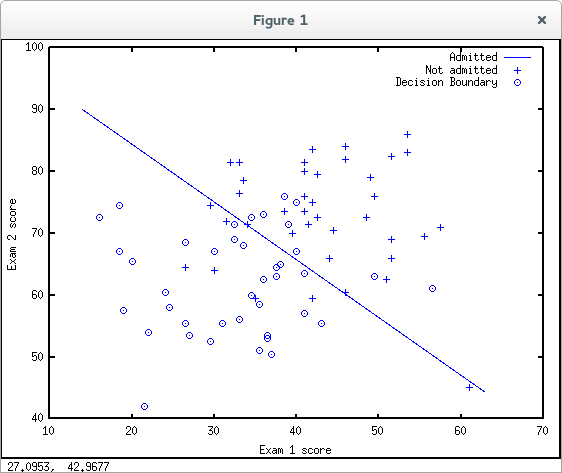 Figure 1
×
100
90
80
70
60
50
40
Exam 2 score
Admitted
Not admitted
Decision Boundary
10
20
30
40
50
60
70
Exam 1 score
27.0953, 42.9677